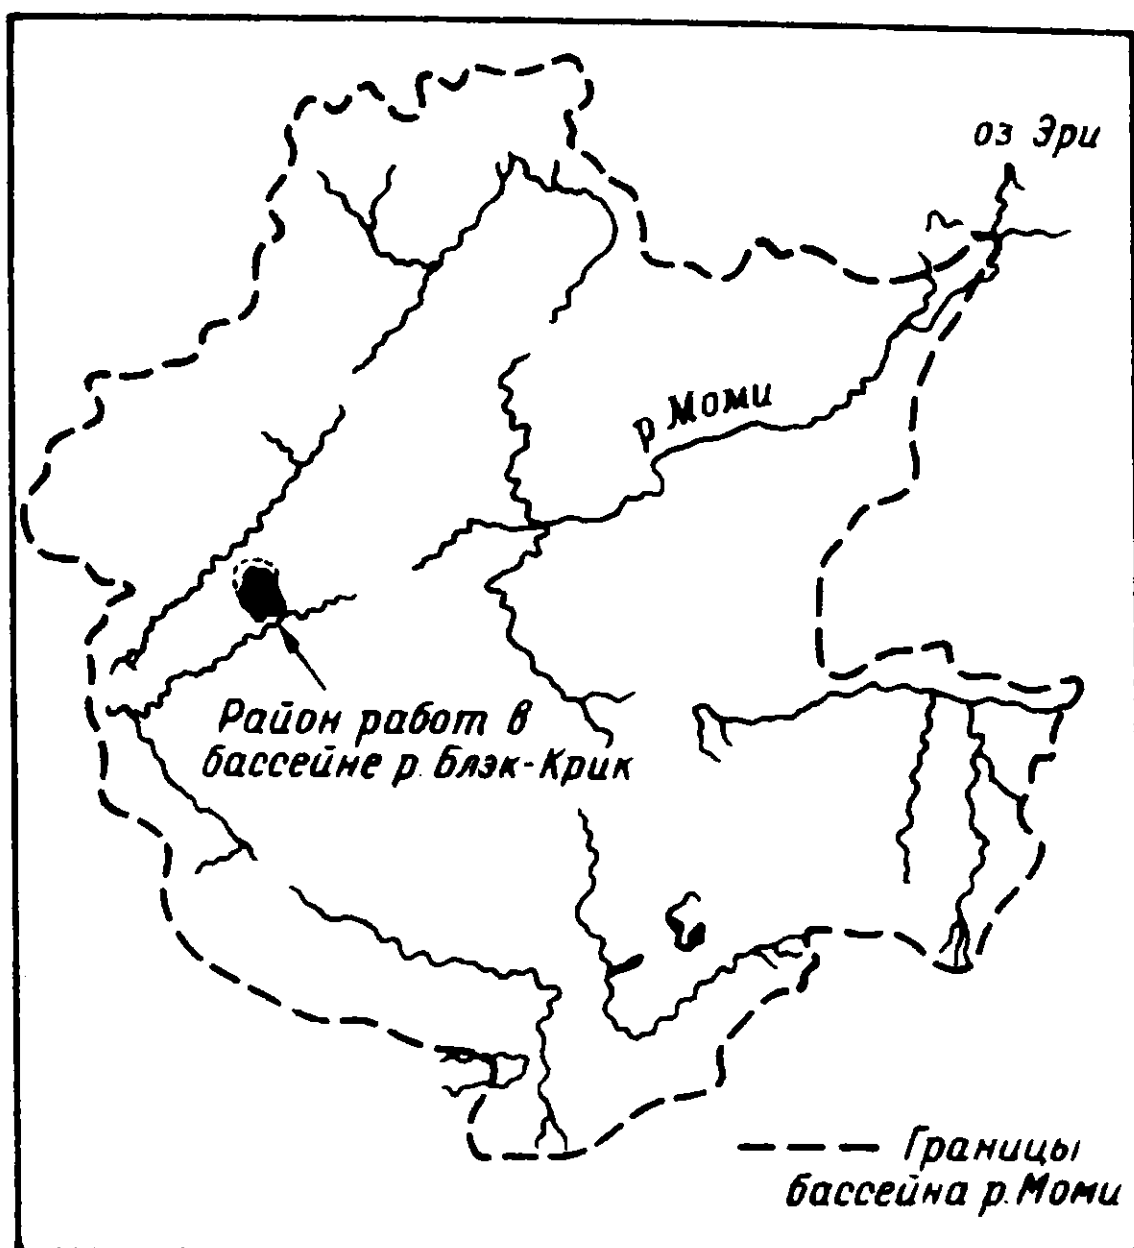 оз Эри
р Моми
Район работ в
бассейне р. Блэк-Крик
Границы
бассейна р. Моми